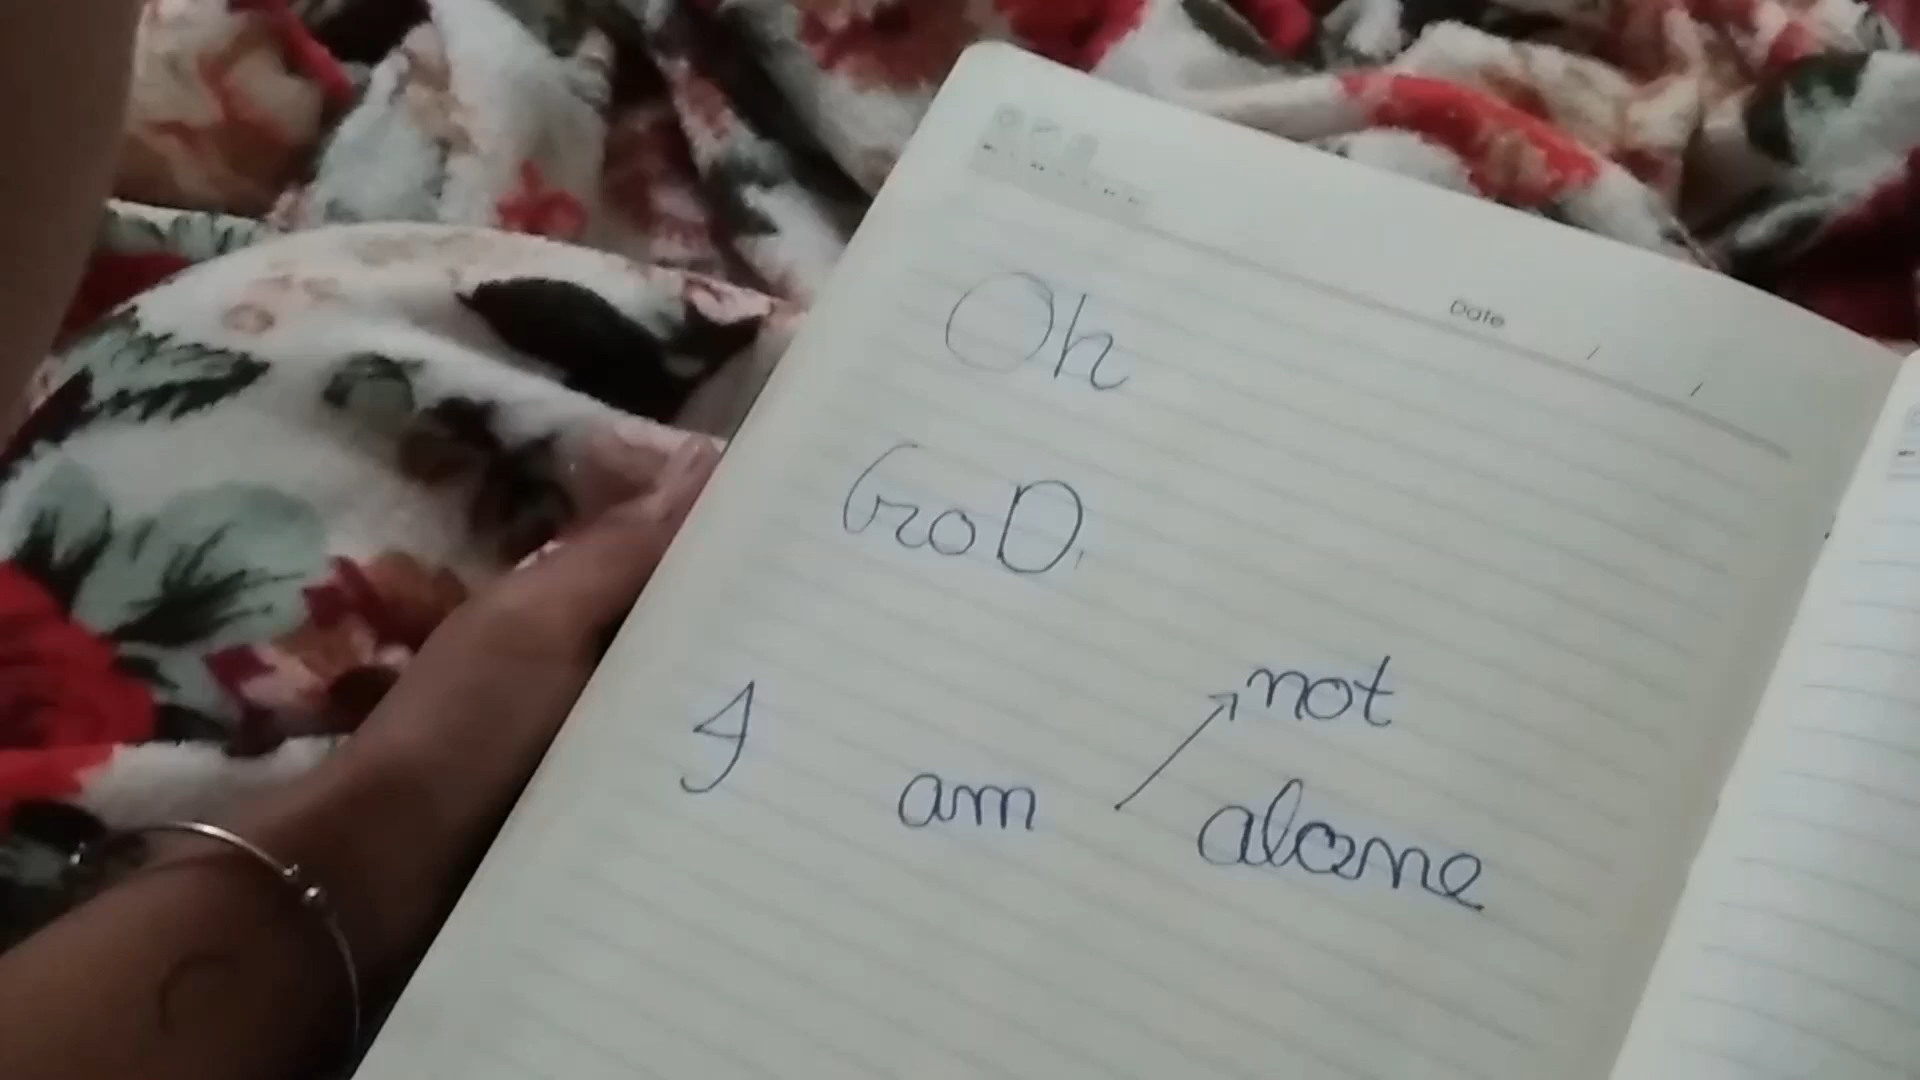 Date / /
Oh
GoD.
not
I am alone